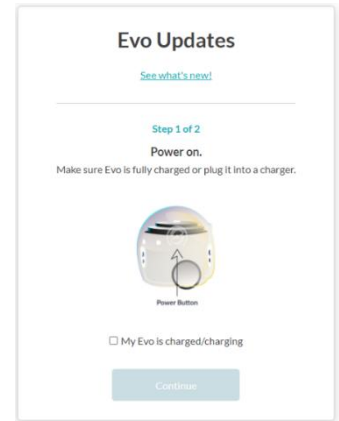 Evo Updates
See what's new!
Step 1 of 2
Power on.
Make sure Evo is fully charged or plug it into a charger.
Power Button
My Evo is charged/charging
Continue